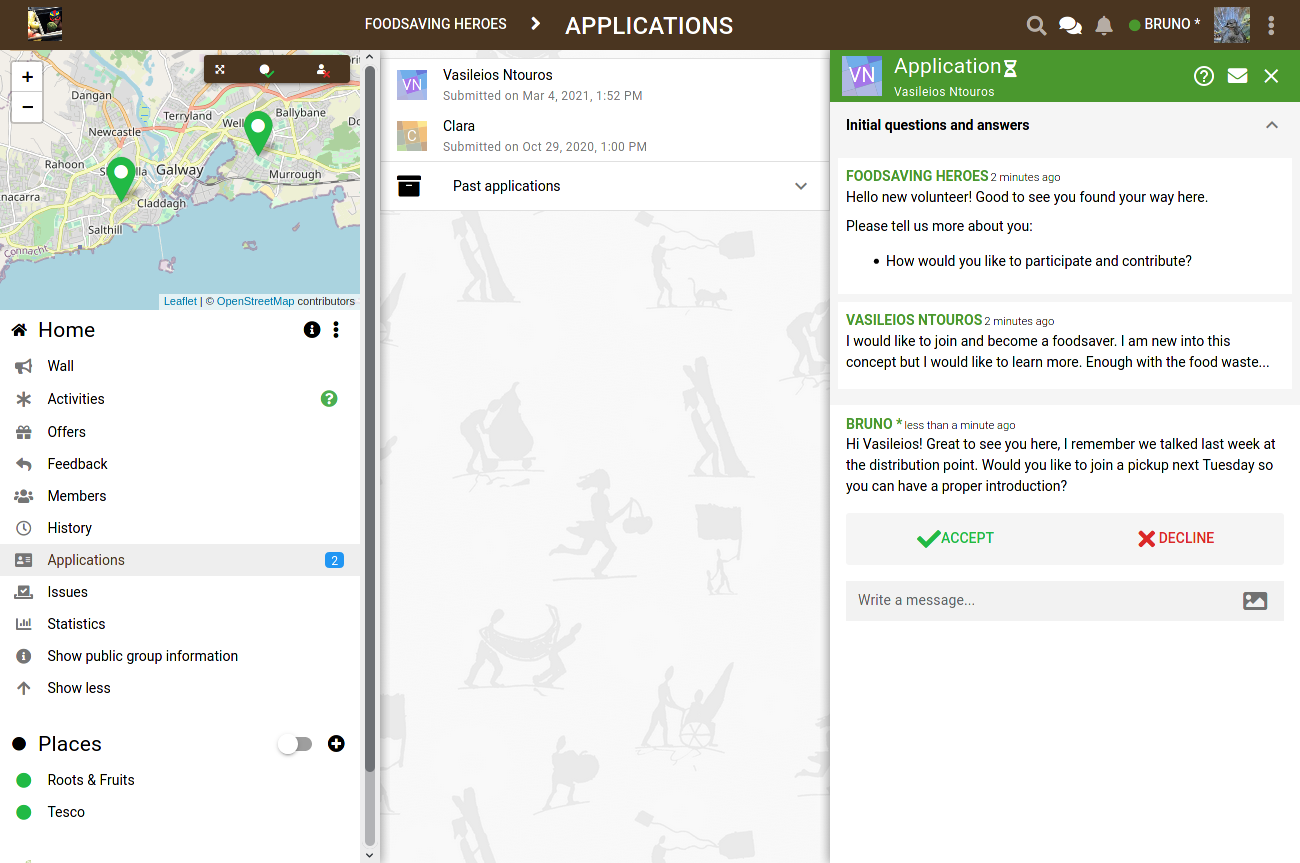 FOODSAVING HEROES
APPLICATIONS
BRUNO *
+
−
Dangan
Terryland
Ballybane
Newcastle
Rahoon
Galway
Murrough
nacarra
Claddagh
Salthill
Connacht
Leaflet | © OpenStreetMap contributors
Home
Wall
Activities
Offers
Feedback
Members
History
Applications
2
Issues
Statistics
Show public group information
Show less
Places
Roots & Fruits
Tesco
VN
Vasileios Ntouros
Submitted on Mar 4, 2021, 1:52 PM
C
Clara
Submitted on Oct 29, 2020, 1:00 PM
Past applications
VN
Application
Vasileios Ntouros
Initial questions and answers
FOODSAVING HEROES 2 minutes ago
Hello new volunteer! Good to see you found your way here.
Please tell us more about you:
• How would you like to participate and contribute?
VASILEIOS NTOUROS 2 minutes ago
I would like to join and become a foodsaver. I am new into this
concept but I would like to learn more. Enough with the food waste...
BRUNO * less than a minute ago
Hi Vasileios! Great to see you here, I remember we talked last week at
the distribution point. Would you like to join a pickup next Tuesday so
you can have a proper introduction?
ACCEPT
DECLINE
Write a message...